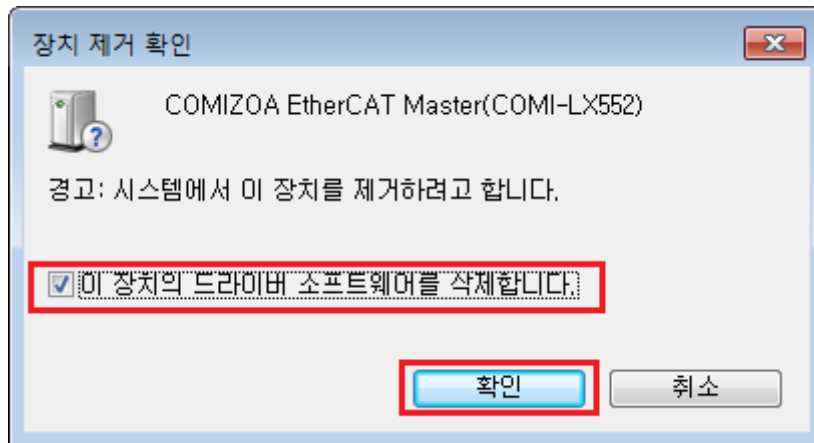 장치 제거 확인
COMIZOA EtherCAT Master(COMI-LX552)
경고: 시스템에서 이 장치를 제거하려고 합니다.
이 장치의 드라이버 소프트웨어를 삭제합니다.
확인 취소